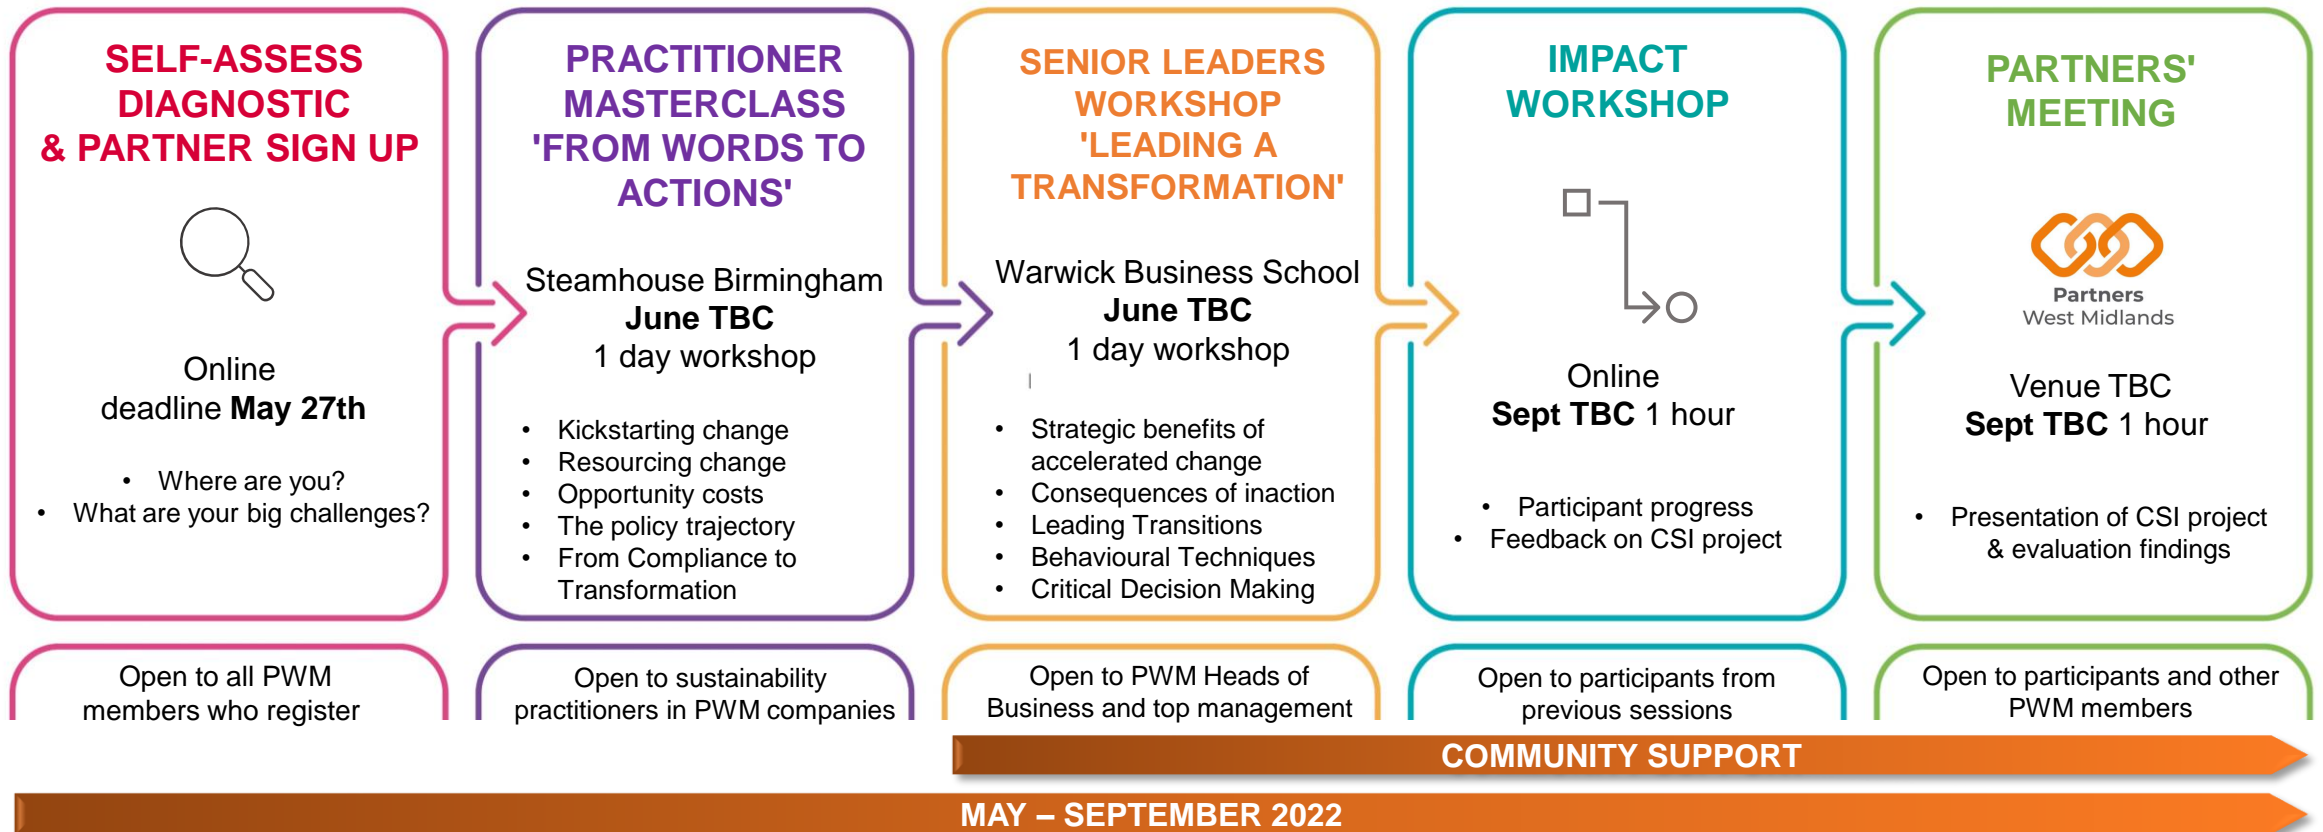 SELF-ASSESS
DIAGNOSTIC
& PARTNER SIGN UP
Online
deadline May 27th
• Where are you?
• What are your big challenges?
Open to all PWM
members who register
PRACTITIONER
MASTERCLASS
'FROM WORDS TO
ACTIONS'
Steamhouse Birmingham
June TBC
1 day workshop
• Kickstarting change
• Resourcing change
• Opportunity costs
• The policy trajectory
• From Compliance to
Transformation
Open to sustainability
practitioners in PWM companies
SENIOR LEADERS
WORKSHOP
'LEADING A
TRANSFORMATION'
Warwick Business School
June TBC
1 day workshop
• Strategic benefits of
accelerated change
• Consequences of inaction
• Leading Transitions
• Behavioural Techniques
• Critical Decision Making
Open to PWM Heads of
Business and top management
IMPACT
WORKSHOP
Online
Sept TBC 1 hour
• Participant progress
• Feedback on CSI project
Open to participants from
previous sessions
PARTNERS'
MEETING
Partners
West Midlands
Venue TBC
Sept TBC 1 hour
• Presentation of CSI project
& evaluation findings
Open to participants and other
PWM members
COMMUNITY SUPPORT
MAY – SEPTEMBER 2022